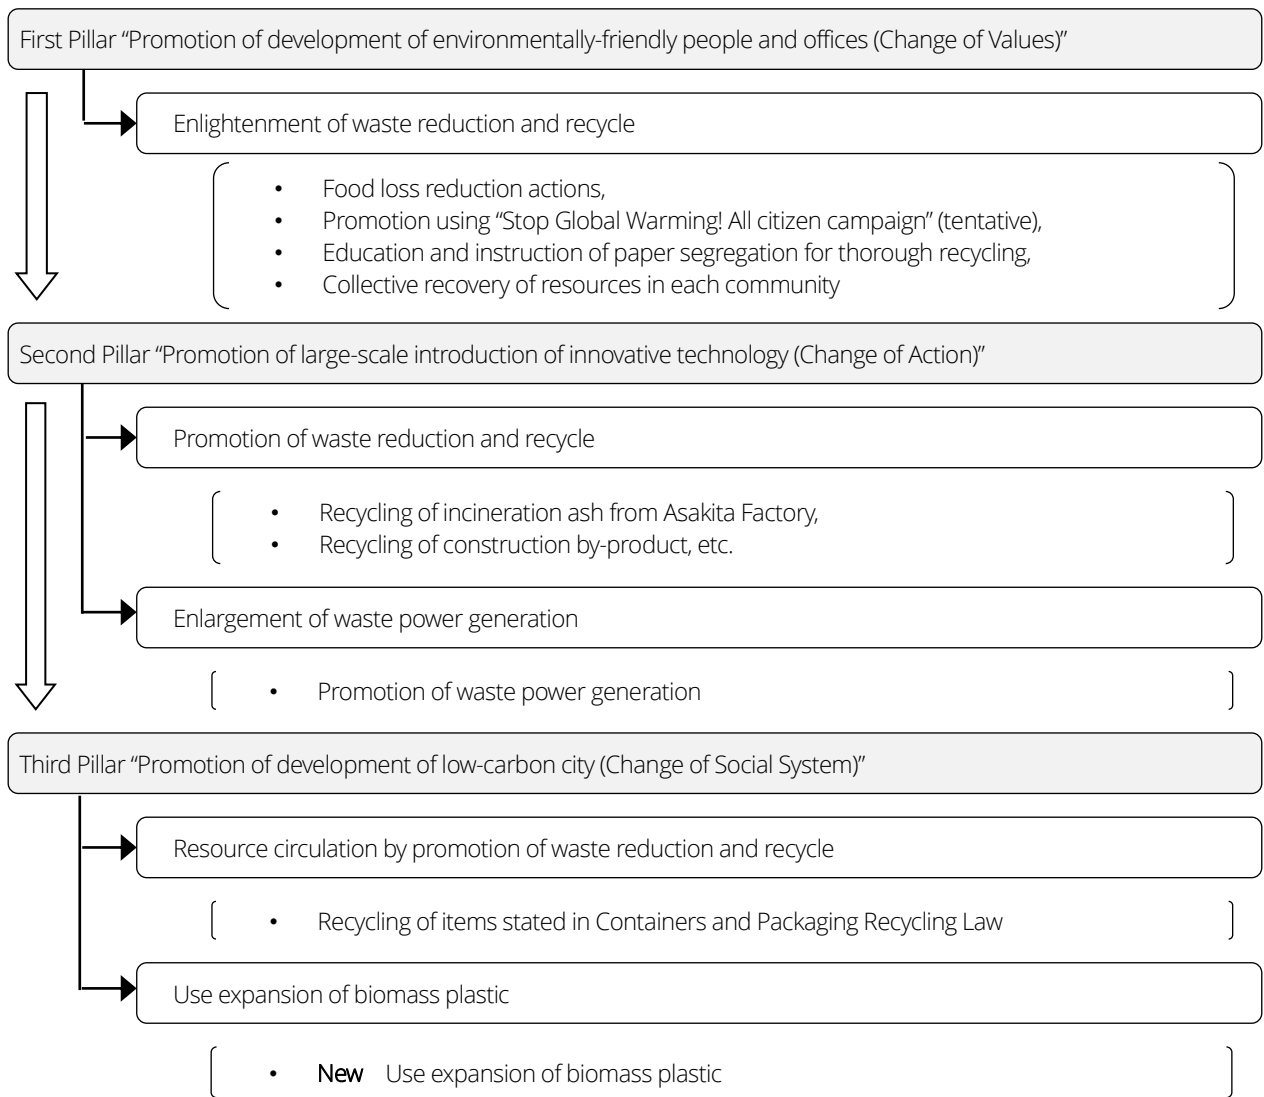 First Pillar “Promotion of development of environmentally-friendly people and offices (Change of Values)”
Enlightenment of waste reduction and recycle
• Food loss reduction actions,
• Promotion using “Stop Global Warming! All citizen campaign” (tentative),
• Education and instruction of paper segregation for thorough recycling,
• Collective recovery of resources in each community
Second Pillar “Promotion of large-scale introduction of innovative technology (Change of Action)”
Promotion of waste reduction and recycle
• Recycling of incineration ash from Asakita Factory,
• Recycling of construction by-product, etc.
Enlargement of waste power generation
• Promotion of waste power generation
Third Pillar “Promotion of development of low-carbon city (Change of Social System)”
Resource circulation by promotion of waste reduction and recycle
• Recycling of items stated in Containers and Packaging Recycling Law
Use expansion of biomass plastic
• New Use expansion of biomass plastic